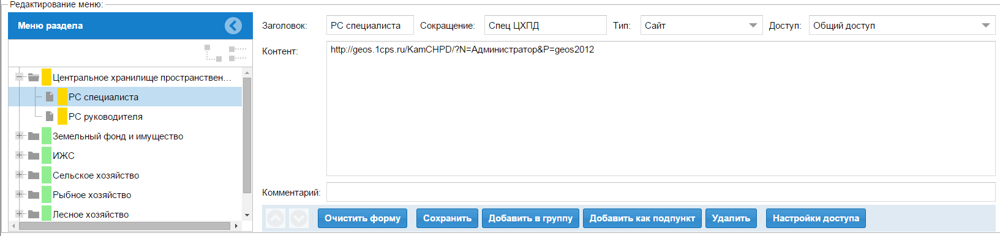 Редактирование меню:
Меню раздела
Центральное хранилище пространствен...
РС специалиста
РС руководителя
Земельный фонд и имущество
ИЖС
Сельское хозяйство
Рыбное хозяйство
Лесное хозяйство
Заголовок: РС специалиста Сокращение: Спец ЦХПД Тип: Сайт Доступ: Общий доступ
Контент: http://geos.1cps.ru/KamCHPD/?N=Администратор&P=geos2012
Комментарий:
Очистить форму Сохранить Добавить в группу Добавить как подпункт Удалить Настройки доступа